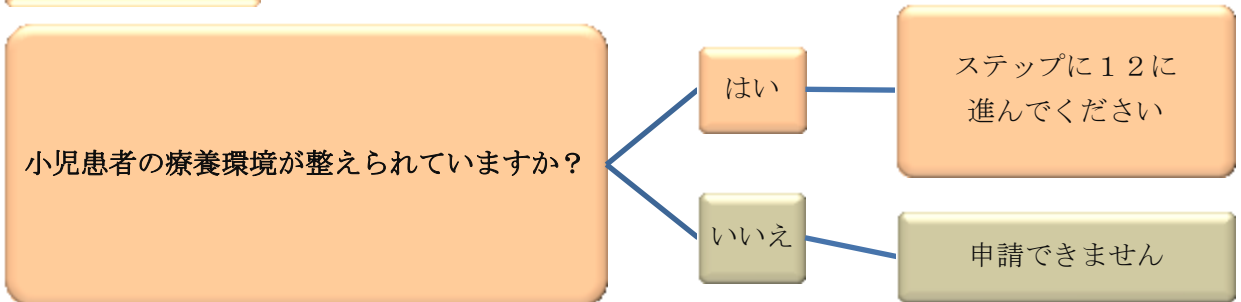 小児患者の療養環境が整えられていますか？
はい
ステップに１２に
進んでください
いいえ
申請できません